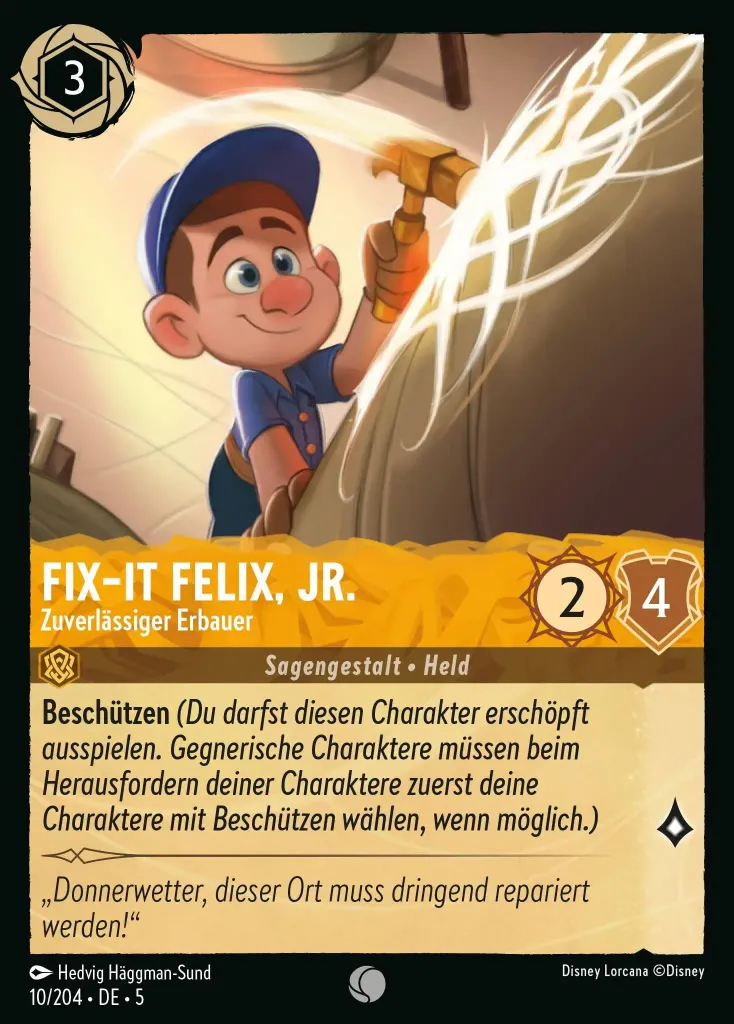 3
FIX-IT FELIX, JR.
Zuverlässiger Erbauer
2
4
Sagengestalt • Held
Beschützen (Du darfst diesen Charakter erschöpft
ausspielen. Gegnerische Charaktere müssen beim
Herausfordern deiner Charaktere zuerst deine
Charaktere mit Beschützen wählen, wenn möglich.)
„Donnerwetter, dieser Ort muss dringend repariert
werden!“
Hedvig Häggman-Sund
Disney Lorcana ©Disney
10/204 • DE • 5